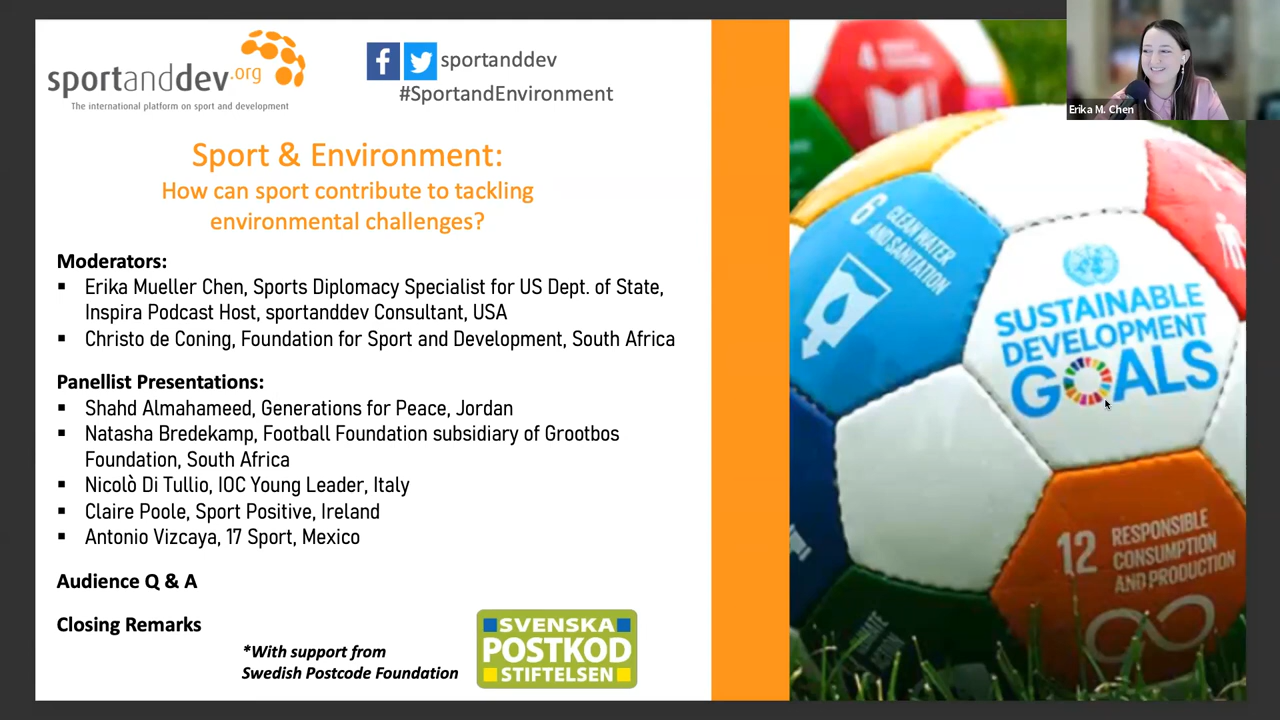 sportanddev.org
The international platform on sport and development
sportanddev
#SportandEnvironment
Sport & Environment:
How can sport contribute to tackling
environmental challenges?
Moderators:
▪ Erika Mueller Chen, Sports Diplomacy Specialist for US Dept. of State,
Inspira Podcast Host, sportanddev Consultant, USA
▪ Christo de Coning, Foundation for Sport and Development, South Africa
Panellist Presentations:
▪ Shahd Almahameed, Generations for Peace, Jordan
▪ Natasha Bredekamp, Football Foundation subsidiary of Grootbos
Foundation, South Africa
▪ Nicolò Di Tullio, IOC Young Leader, Italy
▪ Claire Poole, Sport Positive, Ireland
▪ Antonio Vizcaya, 17 Sport, Mexico
Audience Q & A
Closing Remarks
*With support from
Swedish Postcode Foundation
SVENSKA
POSTKOD
STIFTELSEN
Erika M. Chen
4
6 CLEAN WATER
AND SANITATION
SUSTAINABLE
DEVELOPMENT
GOALS
12 RESPONSIBLE
CONSUMPTION
AND PRODUCTION